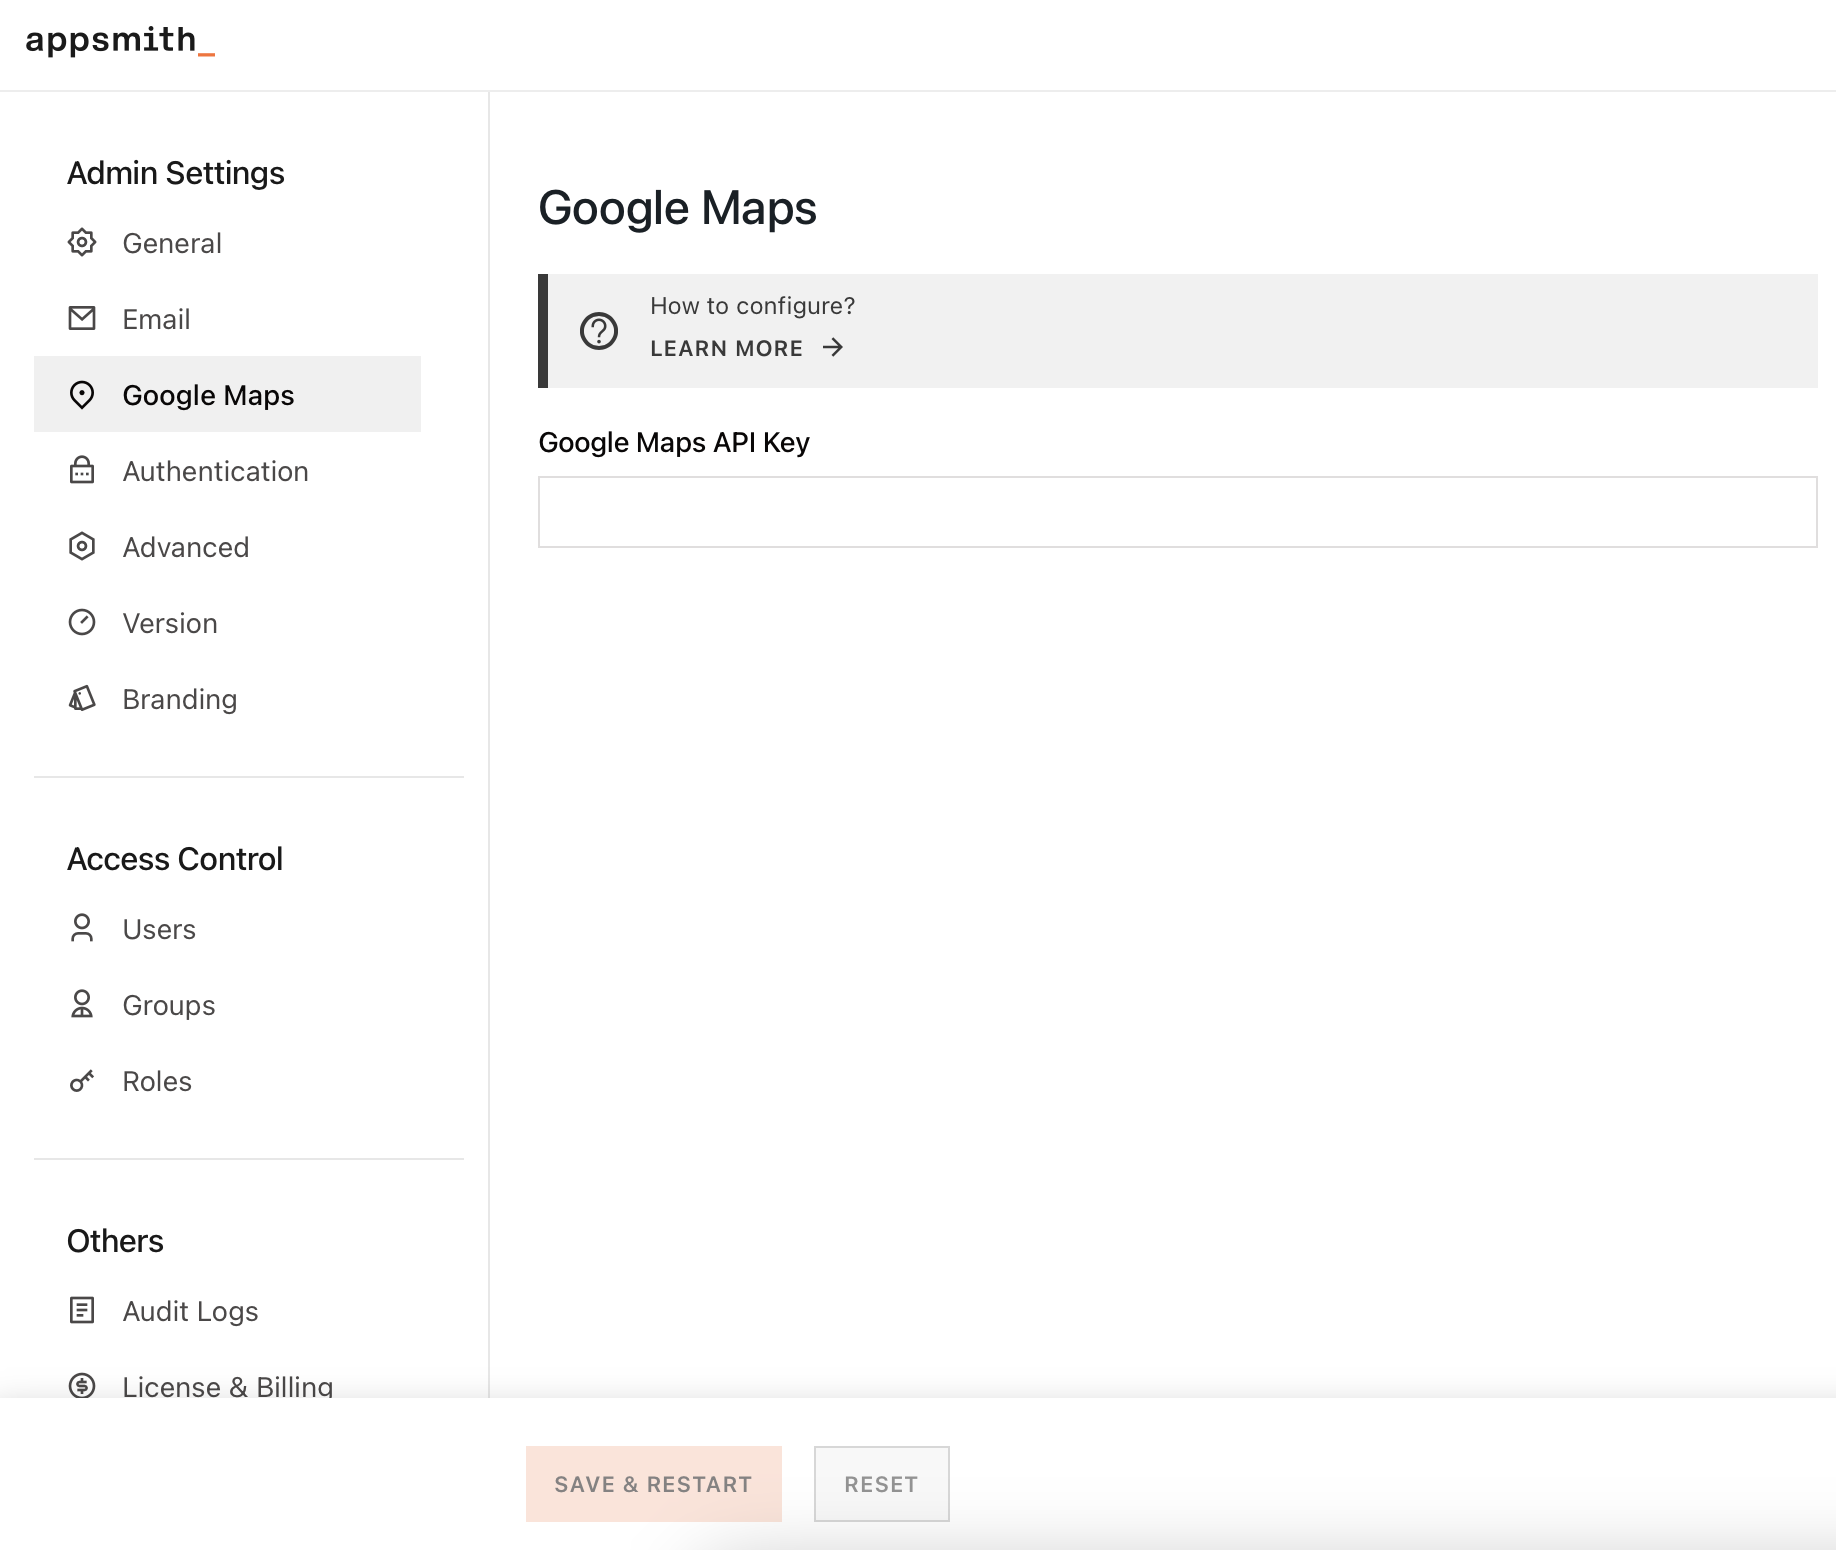 appsmith_
Admin Settings
General
Email
Google Maps
Authentication
Advanced
Version
Branding
Access Control
Users
Groups
Roles
Others
Audit Logs
License & Billing
Google Maps
How to configure?
LEARN MORE →
Google Maps API Key
SAVE & RESTART
RESET